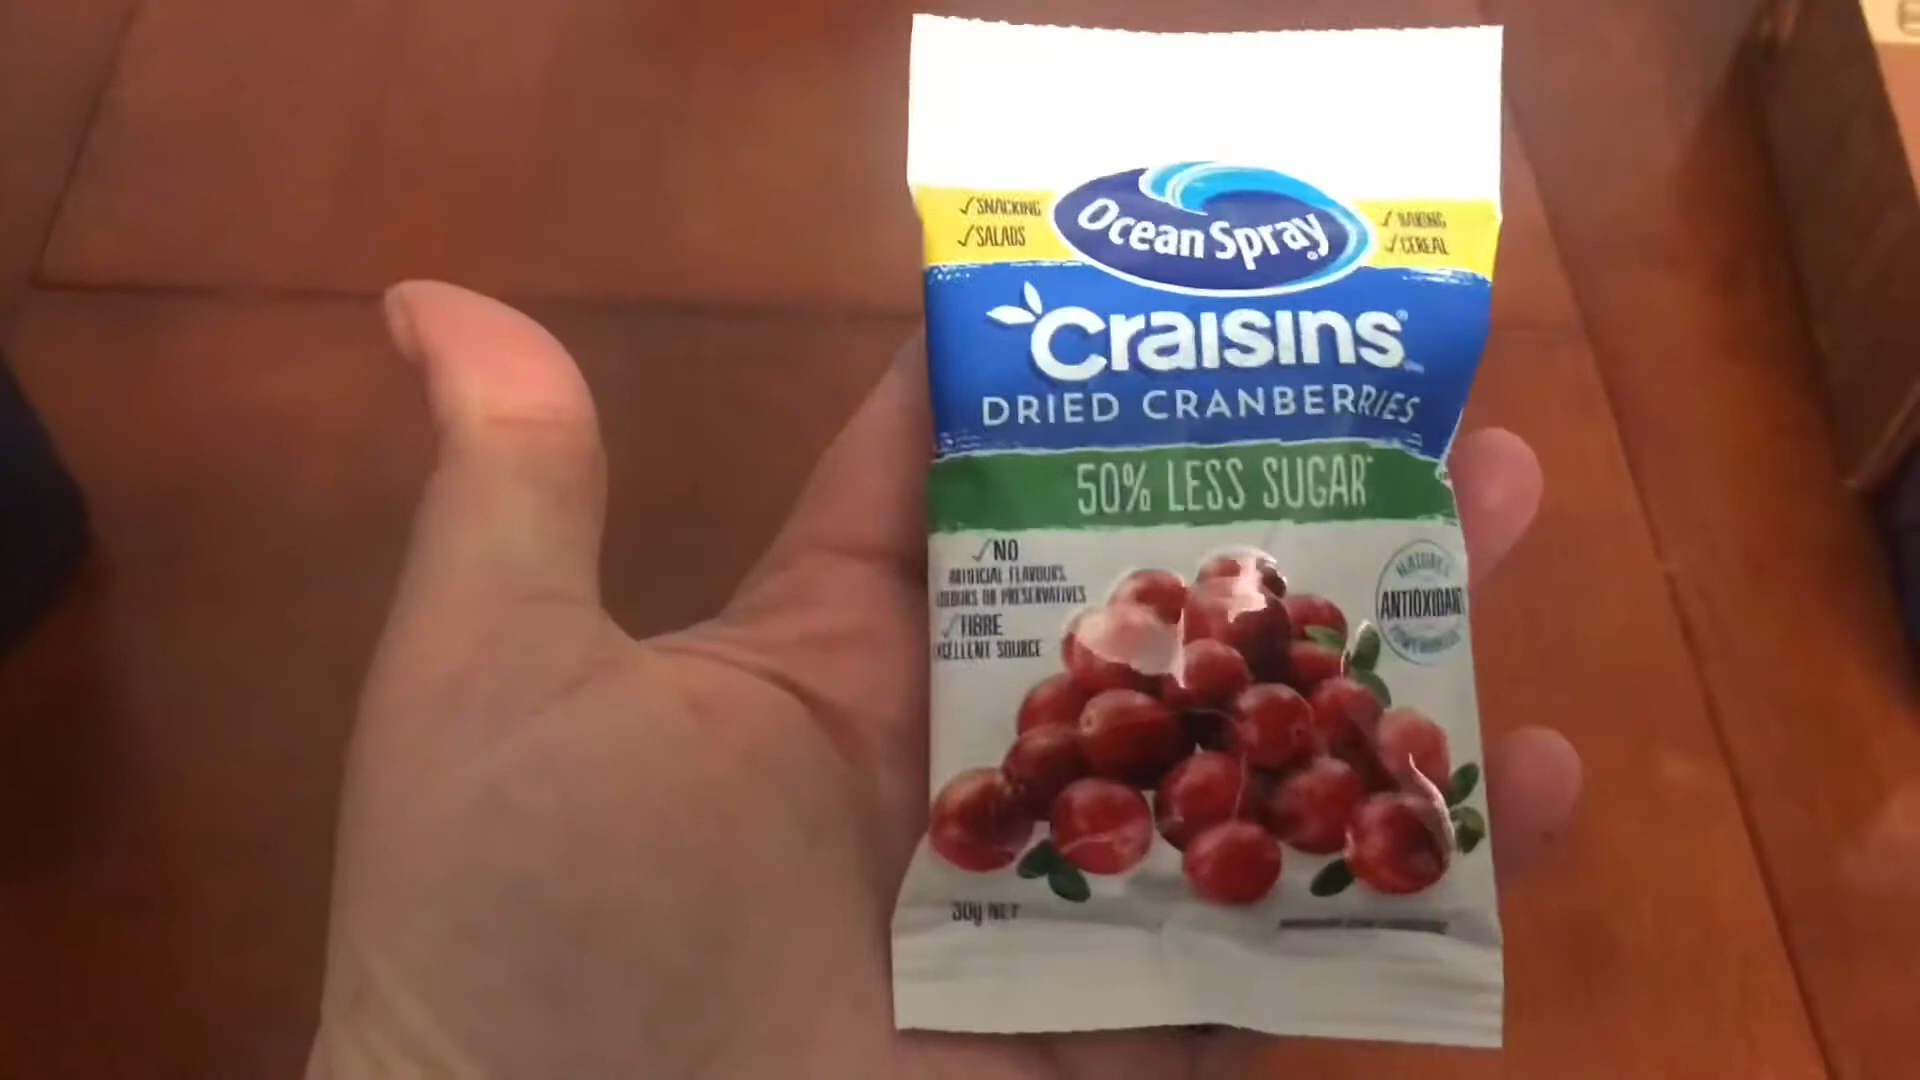 ✓SNACKING
✓SALADS
Ocean Spray®
✓BAKING
✓CEREAL
Craisins®
DRIED CRANBERRIES
50% LESS SUGAR
✓NO
ARTIFICIAL FLAVOURS,
COLOURS OR PRESERVATIVES
✓FIBRE
EXCELLENT SOURCE
NATURE'S
ANTIOXIDANT
30g NET